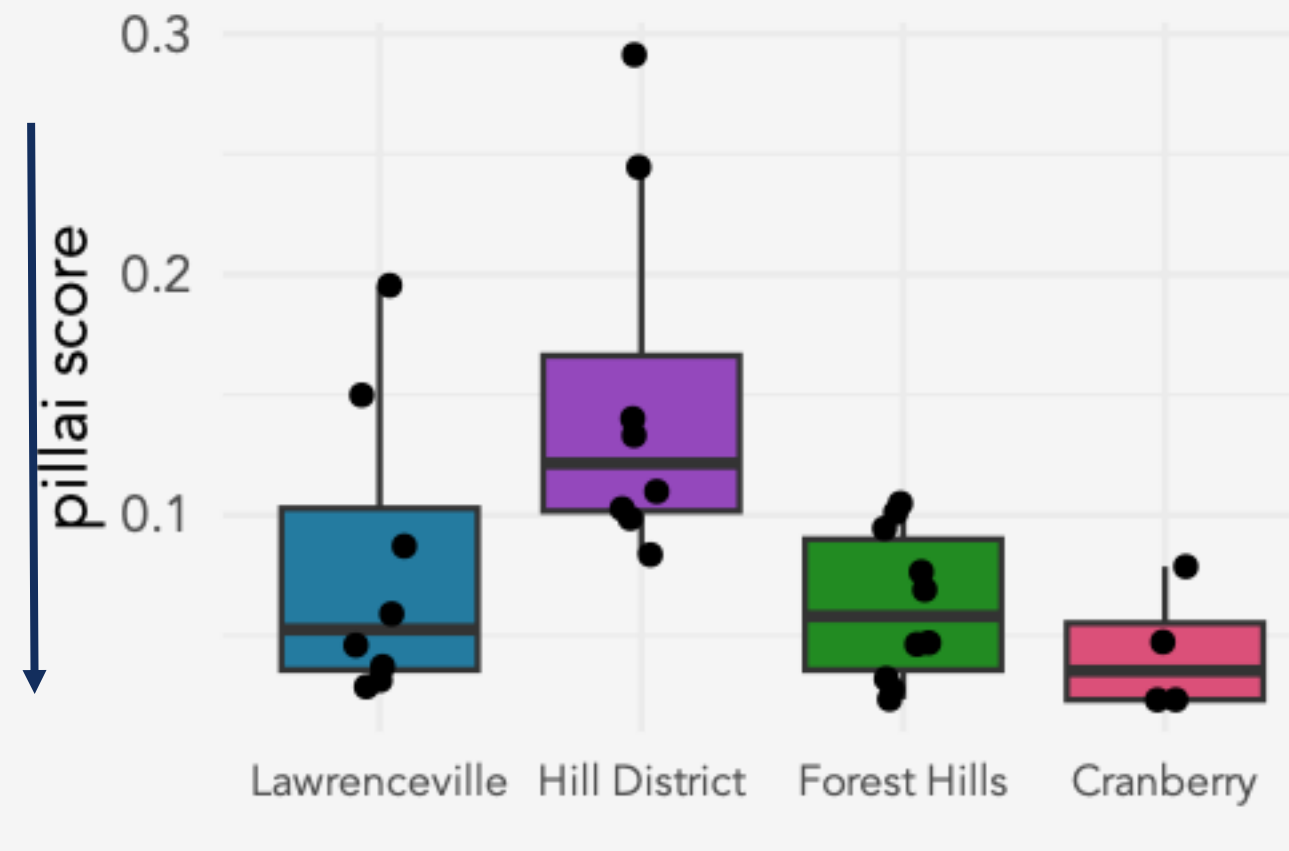 0.3
0.2
0.1
pillai score
Lawrenceville
Hill District
Forest Hills
Cranberry